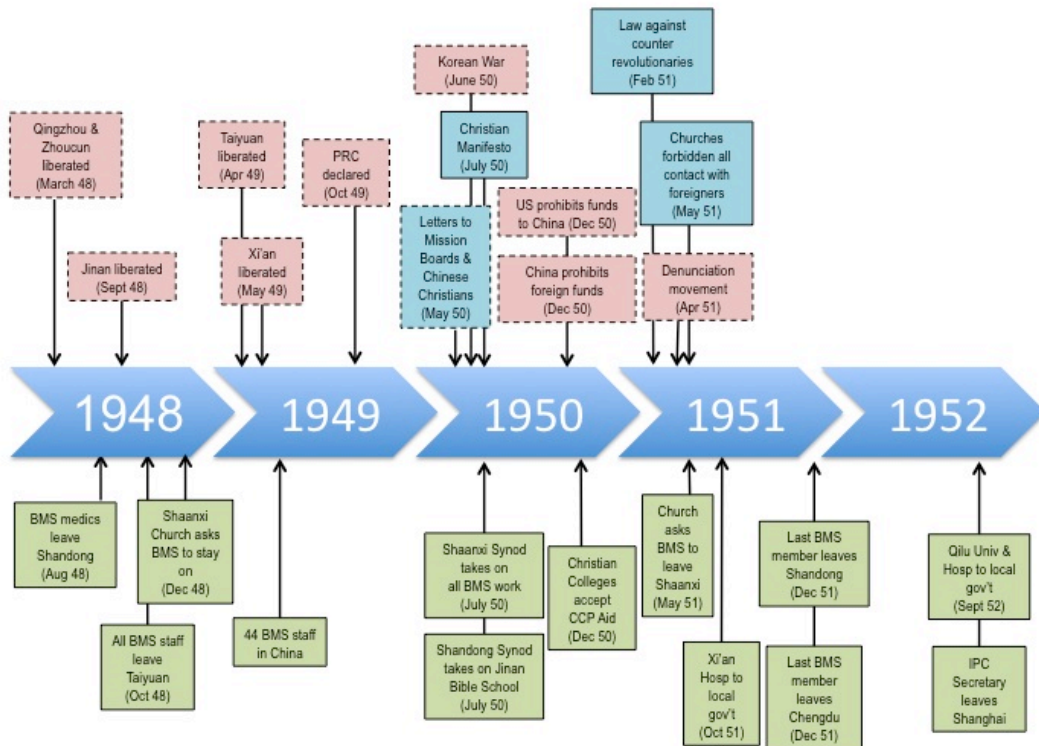 Qingzhou &
Zhoucun
liberated
(March 48)
Jinan liberated
(Sept 48)
Taiyuan
liberated
(Apr 49)
Xi'an
liberated
(May 49)
PRC
declared
(Oct 49)
Korean War
(June 50)
Christian
Manifesto
(July 50)
Letters to
Mission
Boards &
Chinese
Christians
(May 50)
US prohibits funds
to China (Dec 50)
China prohibits
foreign funds
(Dec 50)
Law against
counter
revolutionaries
(Feb 51)
Churches
forbidden all
contact with
foreigners
(May 51)
Denunciation
movement
(Apr 51)
1948
1949
1950
1951
1952
BMS medics
leave
Shandong
(Aug 48)
All BMS staff
leave
Taiyuan
(Oct 48)
Shaanxi
Church asks
BMS to stay
on
(Dec 48)
44 BMS staff
in China
Shaanxi Synod
takes on
all BMS work
(July 50)
Shandong Synod
takes on Jinan
Bible School
(July 50)
Christian
Colleges
accept
CCP Aid
(Dec 50)
Church
asks
BMS to
leave
Shaanxi
(May 51)
Xi'an
Hosp to
local
gov't
(Oct 51)
Last BMS
member leaves
Shandong
(Dec 51)
Last BMS
member
leaves
Chengdu
(Dec 51)
Qilu Univ &
Hosp to local
gov't
(Sept 52)
IPC
Secretary
leaves
Shanghai